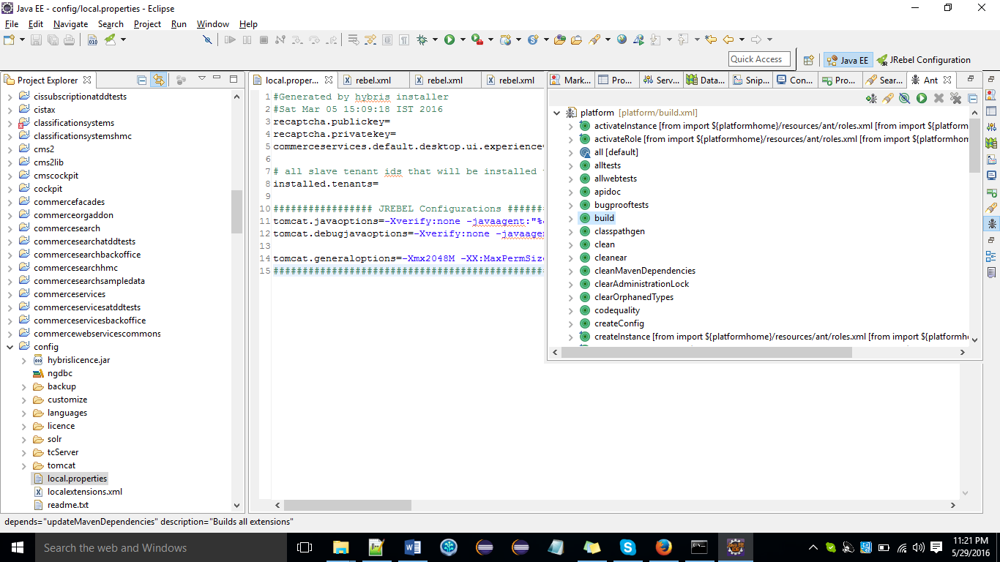 Java EE - config/local.properties - Eclipse
File Edit Navigate Search Project Run Window Help
Quick Access
Java EE
JRebel Configuration
Project Explorer
cissubscriptionatddtests
cistax
classificationsystems
classificationsystemshmc
cms2
cms2lib
cmscockpit
cockpit
commercefacades
commerceorgaddon
commercesearch
commercesearchatddtests
commercesearchbackoffice
commercesearchhmc
commercesearchsampledata
commerceservices
commerceservicesatddtests
commerceservicesbackoffice
commercewebservicescommons
config
hybrislicence.jar
ngdbc
backup
customize
languages
licence
solr
tcServer
tomcat
local.properties
localextensions.xml
readme.txt
local.proper... rebel.xml rebel.xml rebel.xml
1 #Generated by hybris installer
2 #Sat Mar 05 15:09:18 IST 2016
3 recaptcha.publickey=
4 recaptcha.privatekey=
5 commerceservices.default.desktop.ui.experience=
6
7 # all slave tenant ids that will be installed
8 installed.tenants=
9
10 ################# JREBEL Configurations ######
11 tomcat.javaoptions=-Xverify:none -javaagent:"%
12 tomcat.debugjavaoptions=-Xverify:none -javaagen
13
14 tomcat.generaloptions=-Xmx2048M -XX:MaxPermSize
15 ###############################################
Mark... Pro... Serv... Data... Snip... Con... Pro... Sear... Ant
platform [platform/build.xml]
activateInstance [from import ${platformhome}/resources/ant/roles.xml [from import ${platformhom
activateRole [from import ${platformhome}/resources/ant/roles.xml [from import ${platformhom
all [default]
alltests
allwebtests
apidoc
bugprooftests
build
classpathgen
clean
cleanear
cleanMavenDependencies
clearAdministrationLock
clearOrphanedTypes
codequality
createConfig
createInstance [from import ${platformhome}/resources/ant/roles.xml [from import ${platformh
depends="updateMavenDependencies" description="Builds all extensions"
Search the web and Windows
11:21 PM
5/29/2016